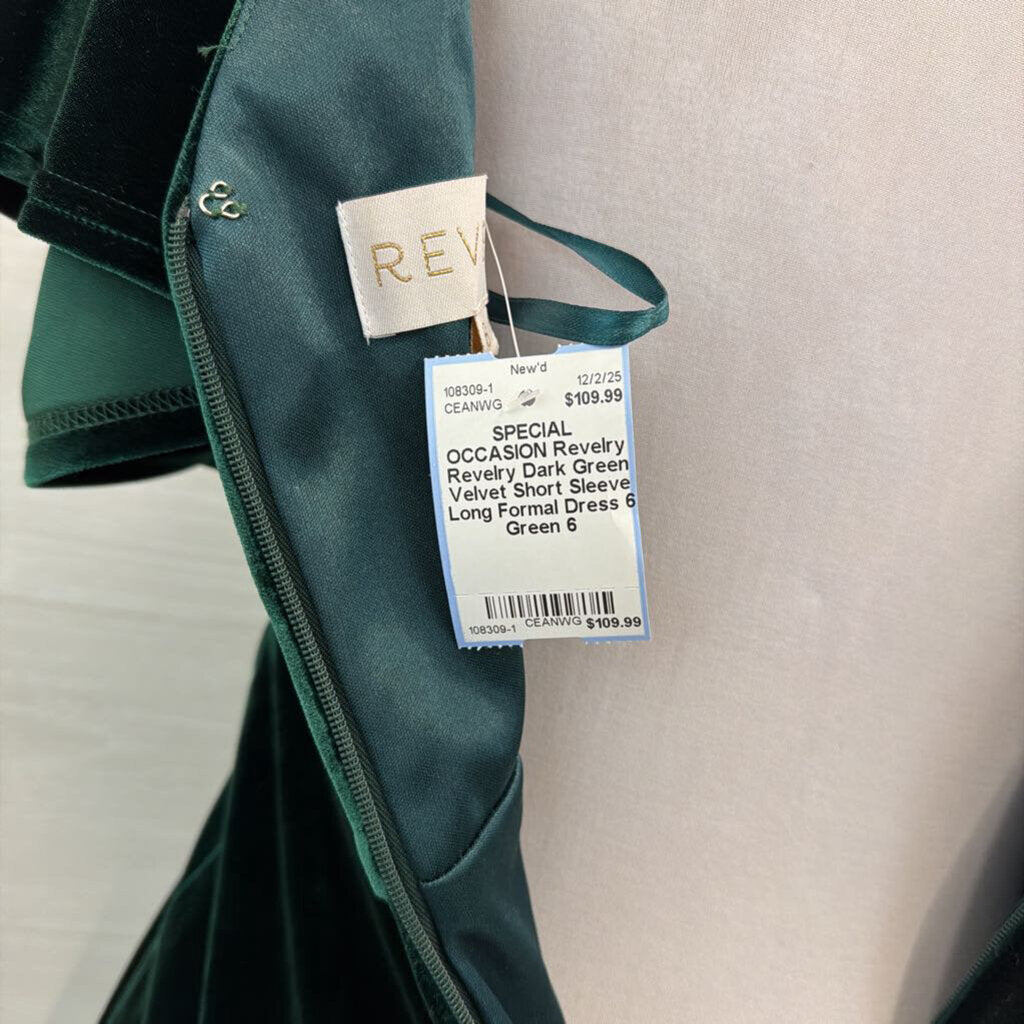 REV
New'd
108309-1 12/2/25
CEANWG $109.99
SPECIAL
OCCASION Revelry
Revelry Dark Green
Velvet Short Sleeve
Long Formal Dress 6
Green 6
108309-1 CEANWG $109.99